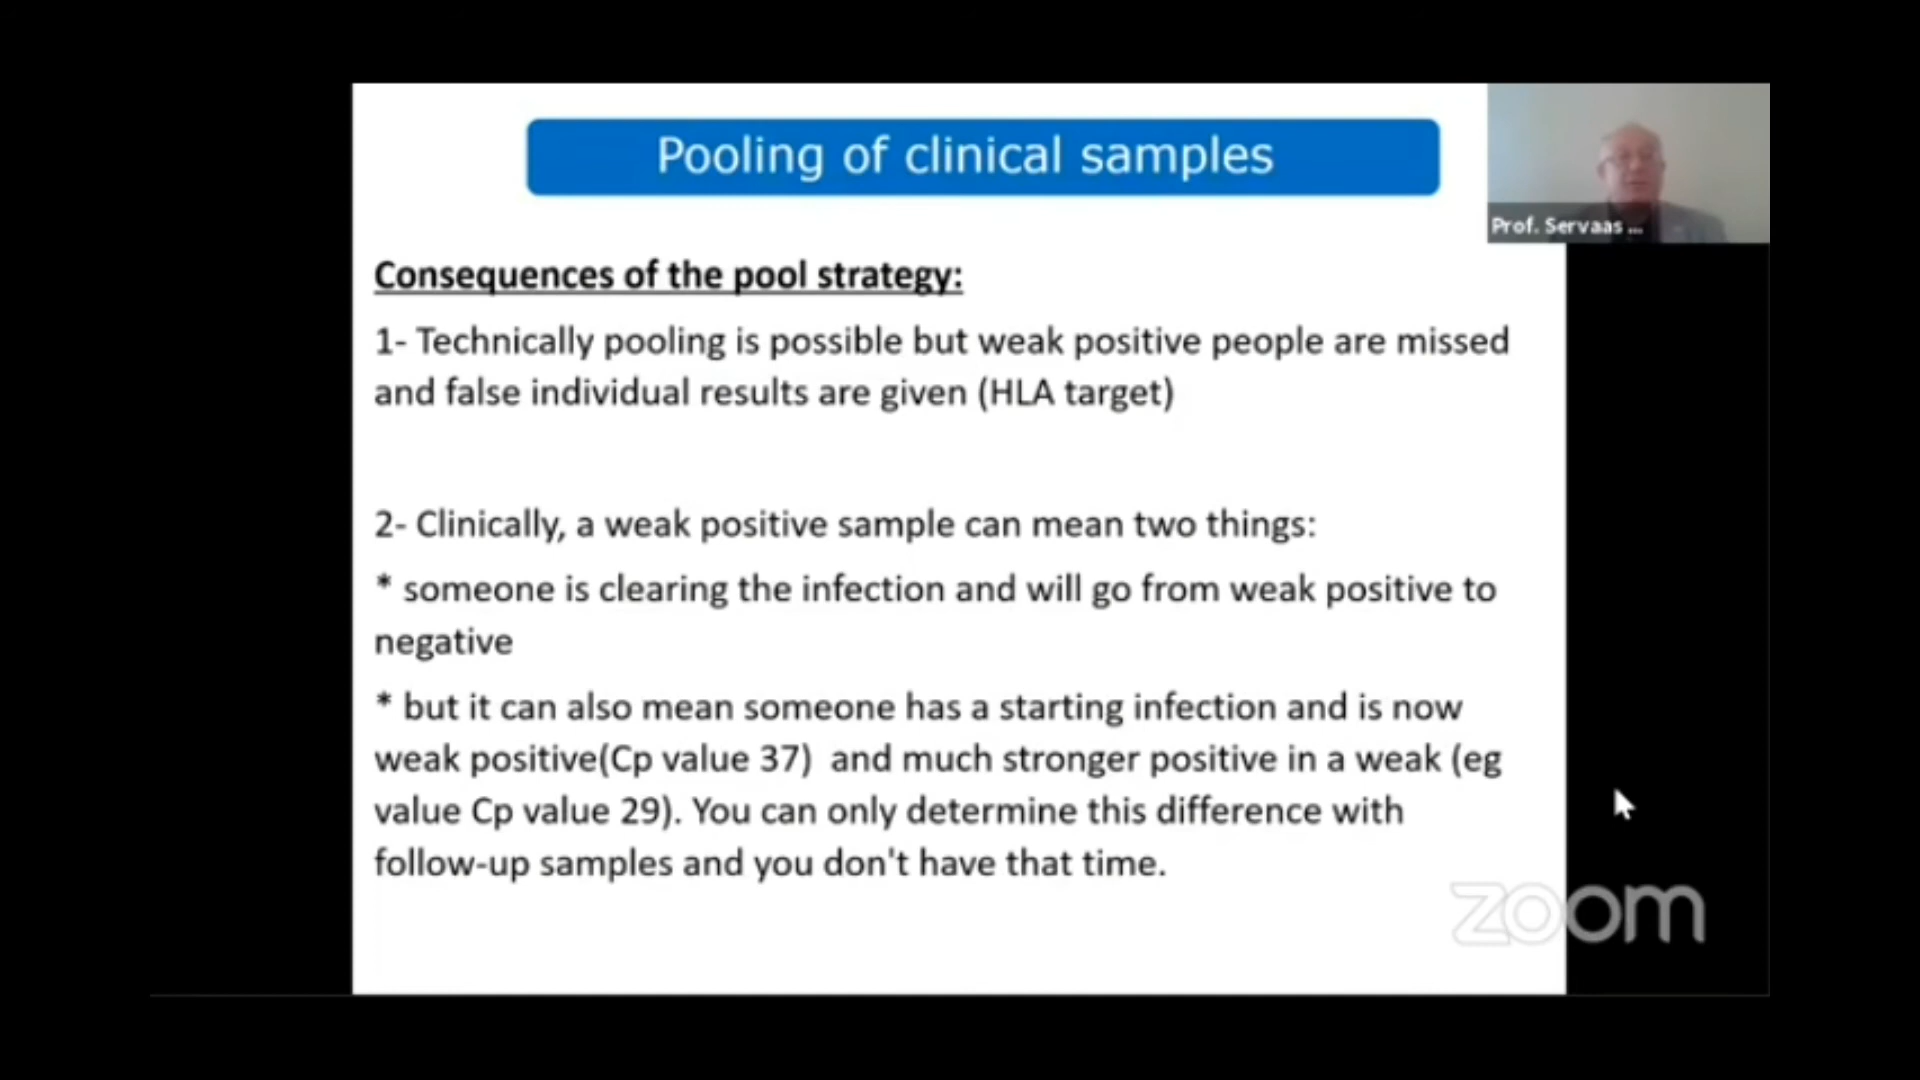 Pooling of clinical samples
Prof. Servaas ...
Consequences of the pool strategy:
1- Technically pooling is possible but weak positive people are missed
and false individual results are given (HLA target)
2- Clinically, a weak positive sample can mean two things:
* someone is clearing the infection and will go from weak positive to
negative
* but it can also mean someone has a starting infection and is now
weak positive(Cp value 37)  and much stronger positive in a weak (eg
value Cp value 29). You can only determine this difference with
follow-up samples and you don't have that time.
zoom